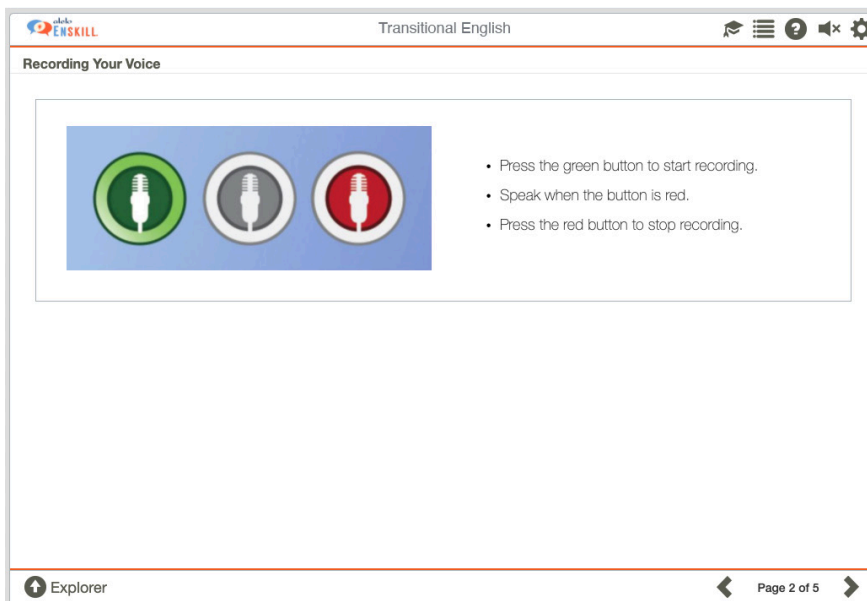 alelo
ENSKILL
Transitional English
?
Recording Your Voice
• Press the green button to start recording.
• Speak when the button is red.
• Press the red button to stop recording.
Explorer
Page 2 of 5